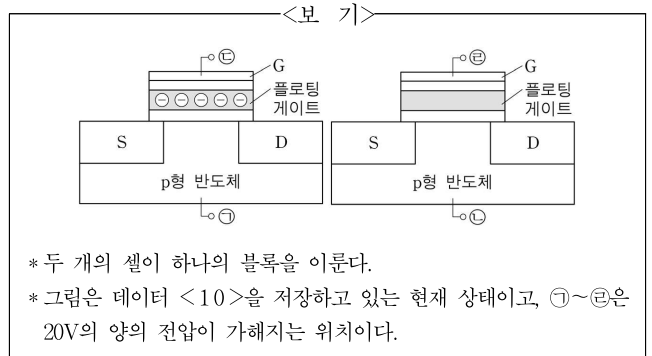 <보 기>
㉢ ㉣
G G
플로팅 게이트 플로팅 게이트
S D S D
p형 반도체 p형 반도체
㉠ ㉡
* 두 개의 셀이 하나의 블록을 이룬다.
* 그림은 데이터 <10>을 저장하고 있는 현재 상태이고, ㉠~㉣은
20V의 양의 전압이 가해지는 위치이다.